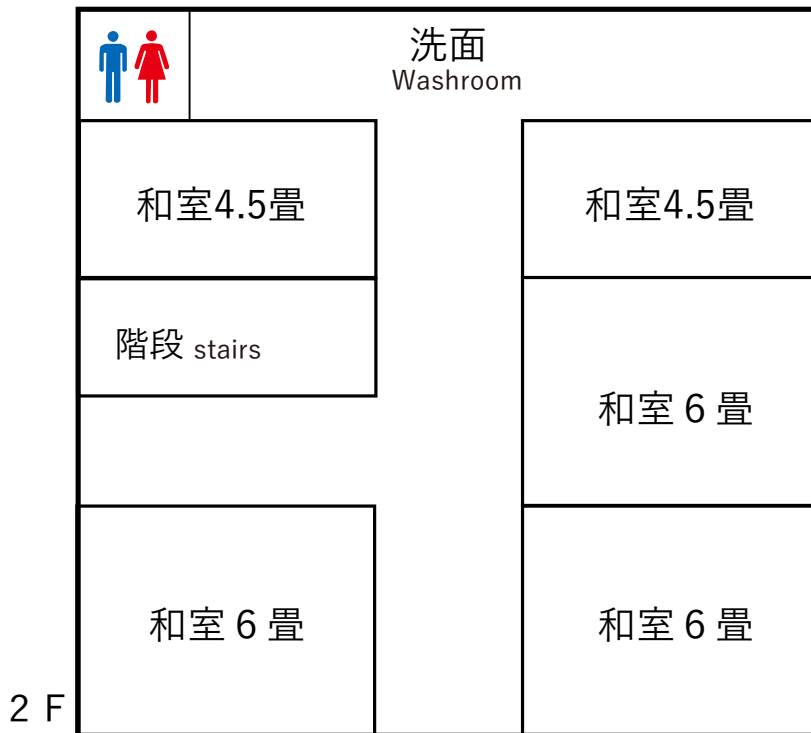 洗面
Washroom
和室4.5畳
和室4.5畳
階段 stairs
和室 6 畳
和室 6 畳
和室 6 畳
２Ｆ